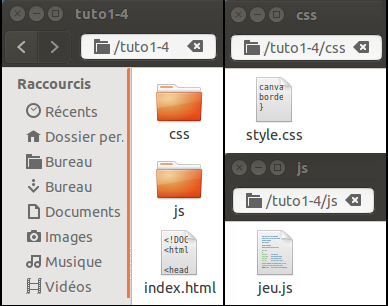 tuto1-4
/tuto1-4
Raccourcis
Récents
Dossier per.
Bureau
Bureau
Documents
Images
Musique
Vidéos
css
js
<!DOC
<html
<head
index.html
css
/tuto1-4/css
canva
borde
}
style.css
js
/tuto1-4/js
jeu.js